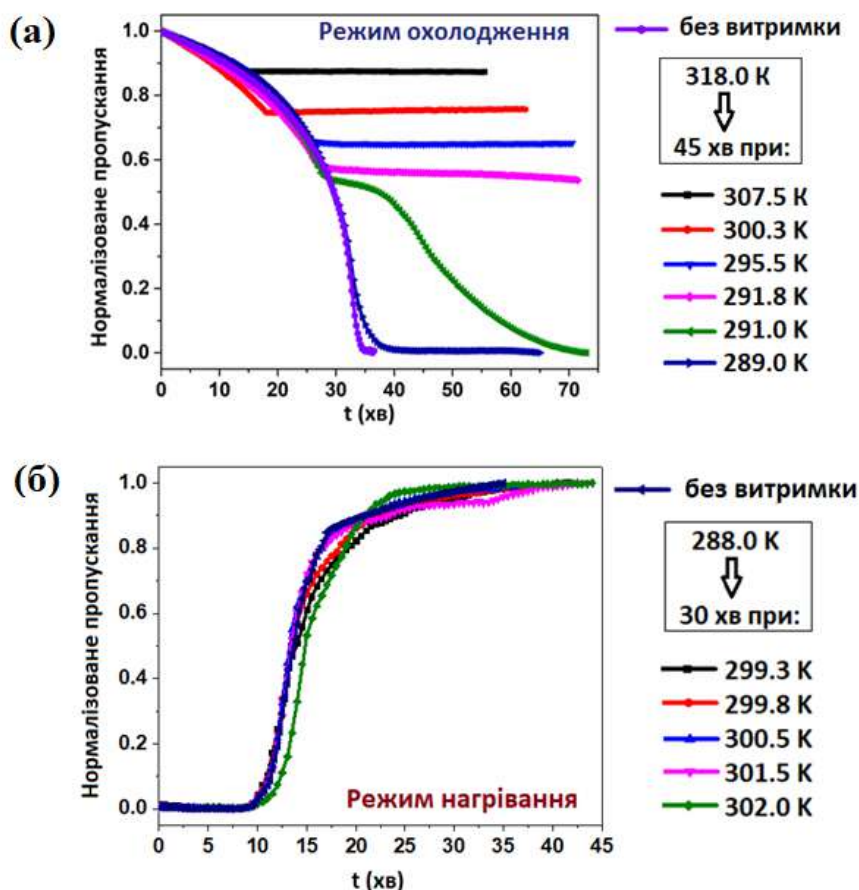 (а)
Режим охолодження
Нормалізоване пропускання
1.0
0.8
0.6
0.4
0.2
0.0
0 10 20 30 40 50 60 70
t (хв)
без витримки
318.0 К
45 хв при:
307.5 К
300.3 К
295.5 К
291.8 К
291.0 К
289.0 К
(б)
Режим нагрівання
Нормалізоване пропускання
1.0
0.8
0.6
0.4
0.2
0.0
0 5 10 15 20 25 30 35 40 45
t (хв)
без витримки
288.0 К
30 хв при:
299.3 К
299.8 К
300.5 К
301.5 К
302.0 К